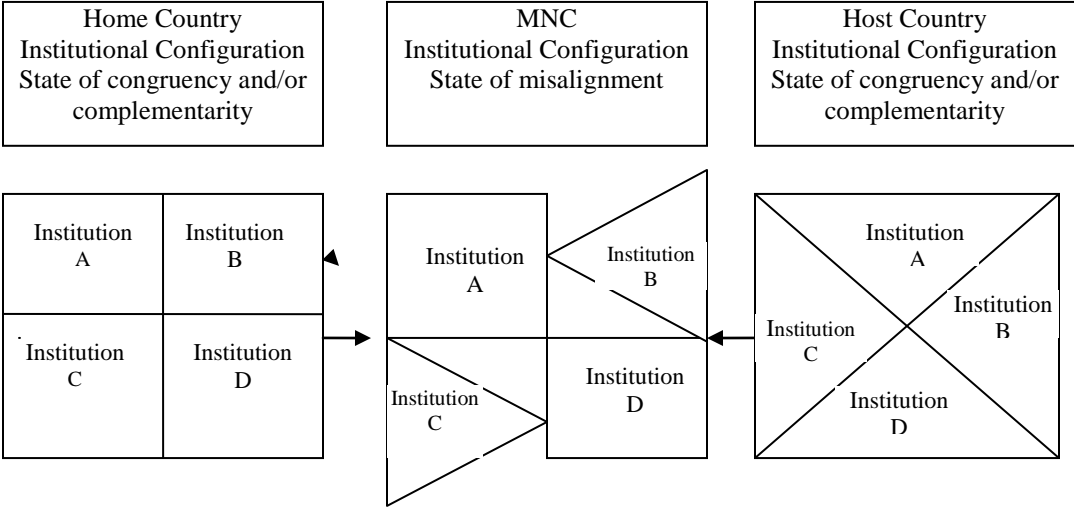 Home Country
Institutional Configuration
State of congruency and/or
complementarity
MNC
Institutional Configuration
State of misalignment
Host Country
Institutional Configuration
State of congruency and/or
complementarity
Institution
A
Institution
B
Institution
C
Institution
D
Institution
A
Institution
B
Institution
C
Institution
D
Institution
A
Institution
B
Institution
C
Institution
D